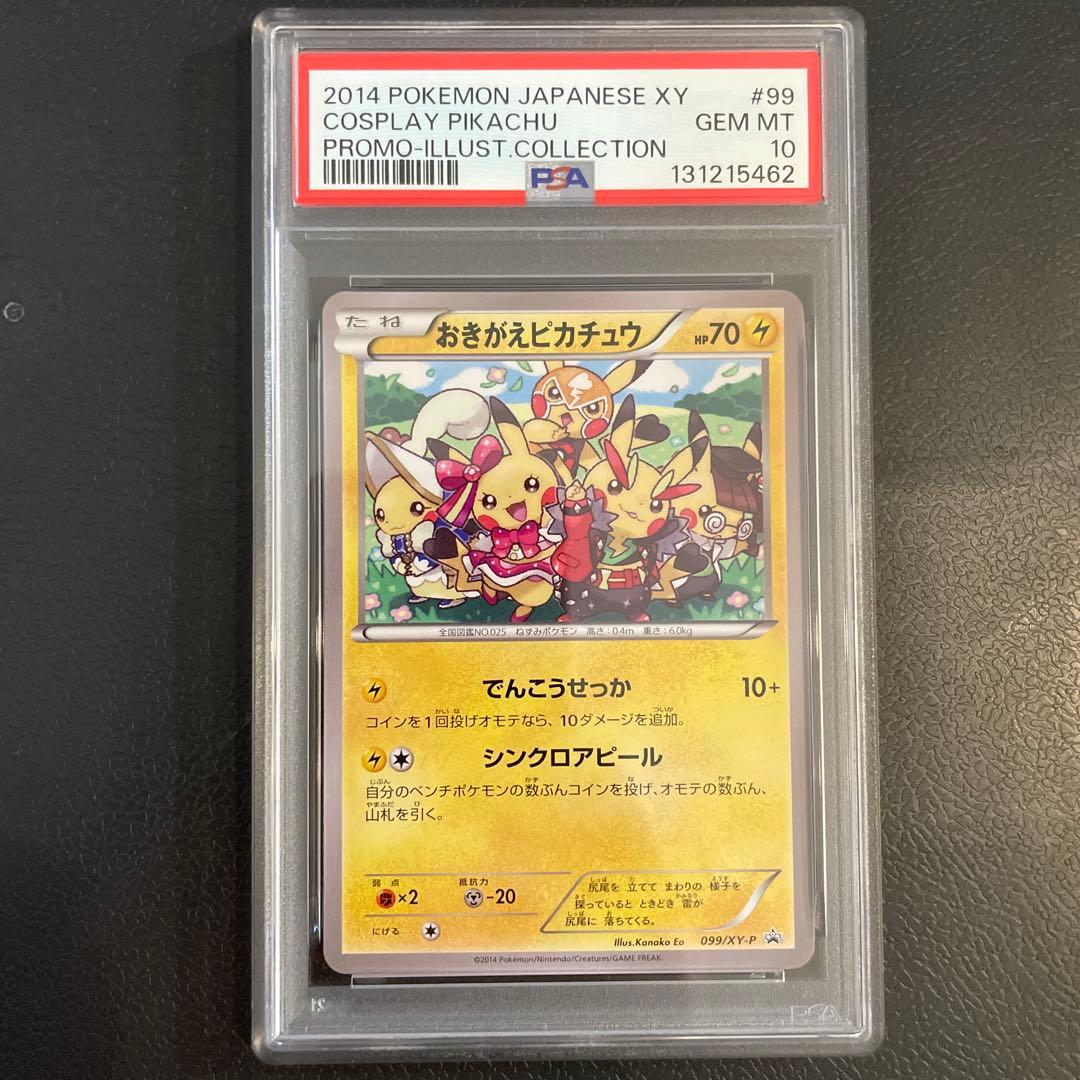 2014 POKEMON JAPANESE XY #99
COSPLAY PIKACHU GEM MT
PROMO-ILLUST.COLLECTION 10
PSA 131215462
たね おきがえピカチュウ HP70
全国図鑑NO.025 ねずみポケモン 高さ:0.4m 重さ:6.0kg
でんこうせっか 10+
コインを1回投げオモテなら、10ダメージを追加。
シンクロアピール
自分のベンチポケモンの数ぶんコインを投げ、オモテの数ぶん、
山札を引く。
弱点 抵抗力
×2 -20
にげる
尻尾を 立てて まわりの 様子を
探っていると ときどき 雷が
尻尾に 落ちてくる。
Illus.Kanako Eo 099/XY-P
©2014 Pokémon/Nintendo/Creatures/GAME FREAK.
PSA